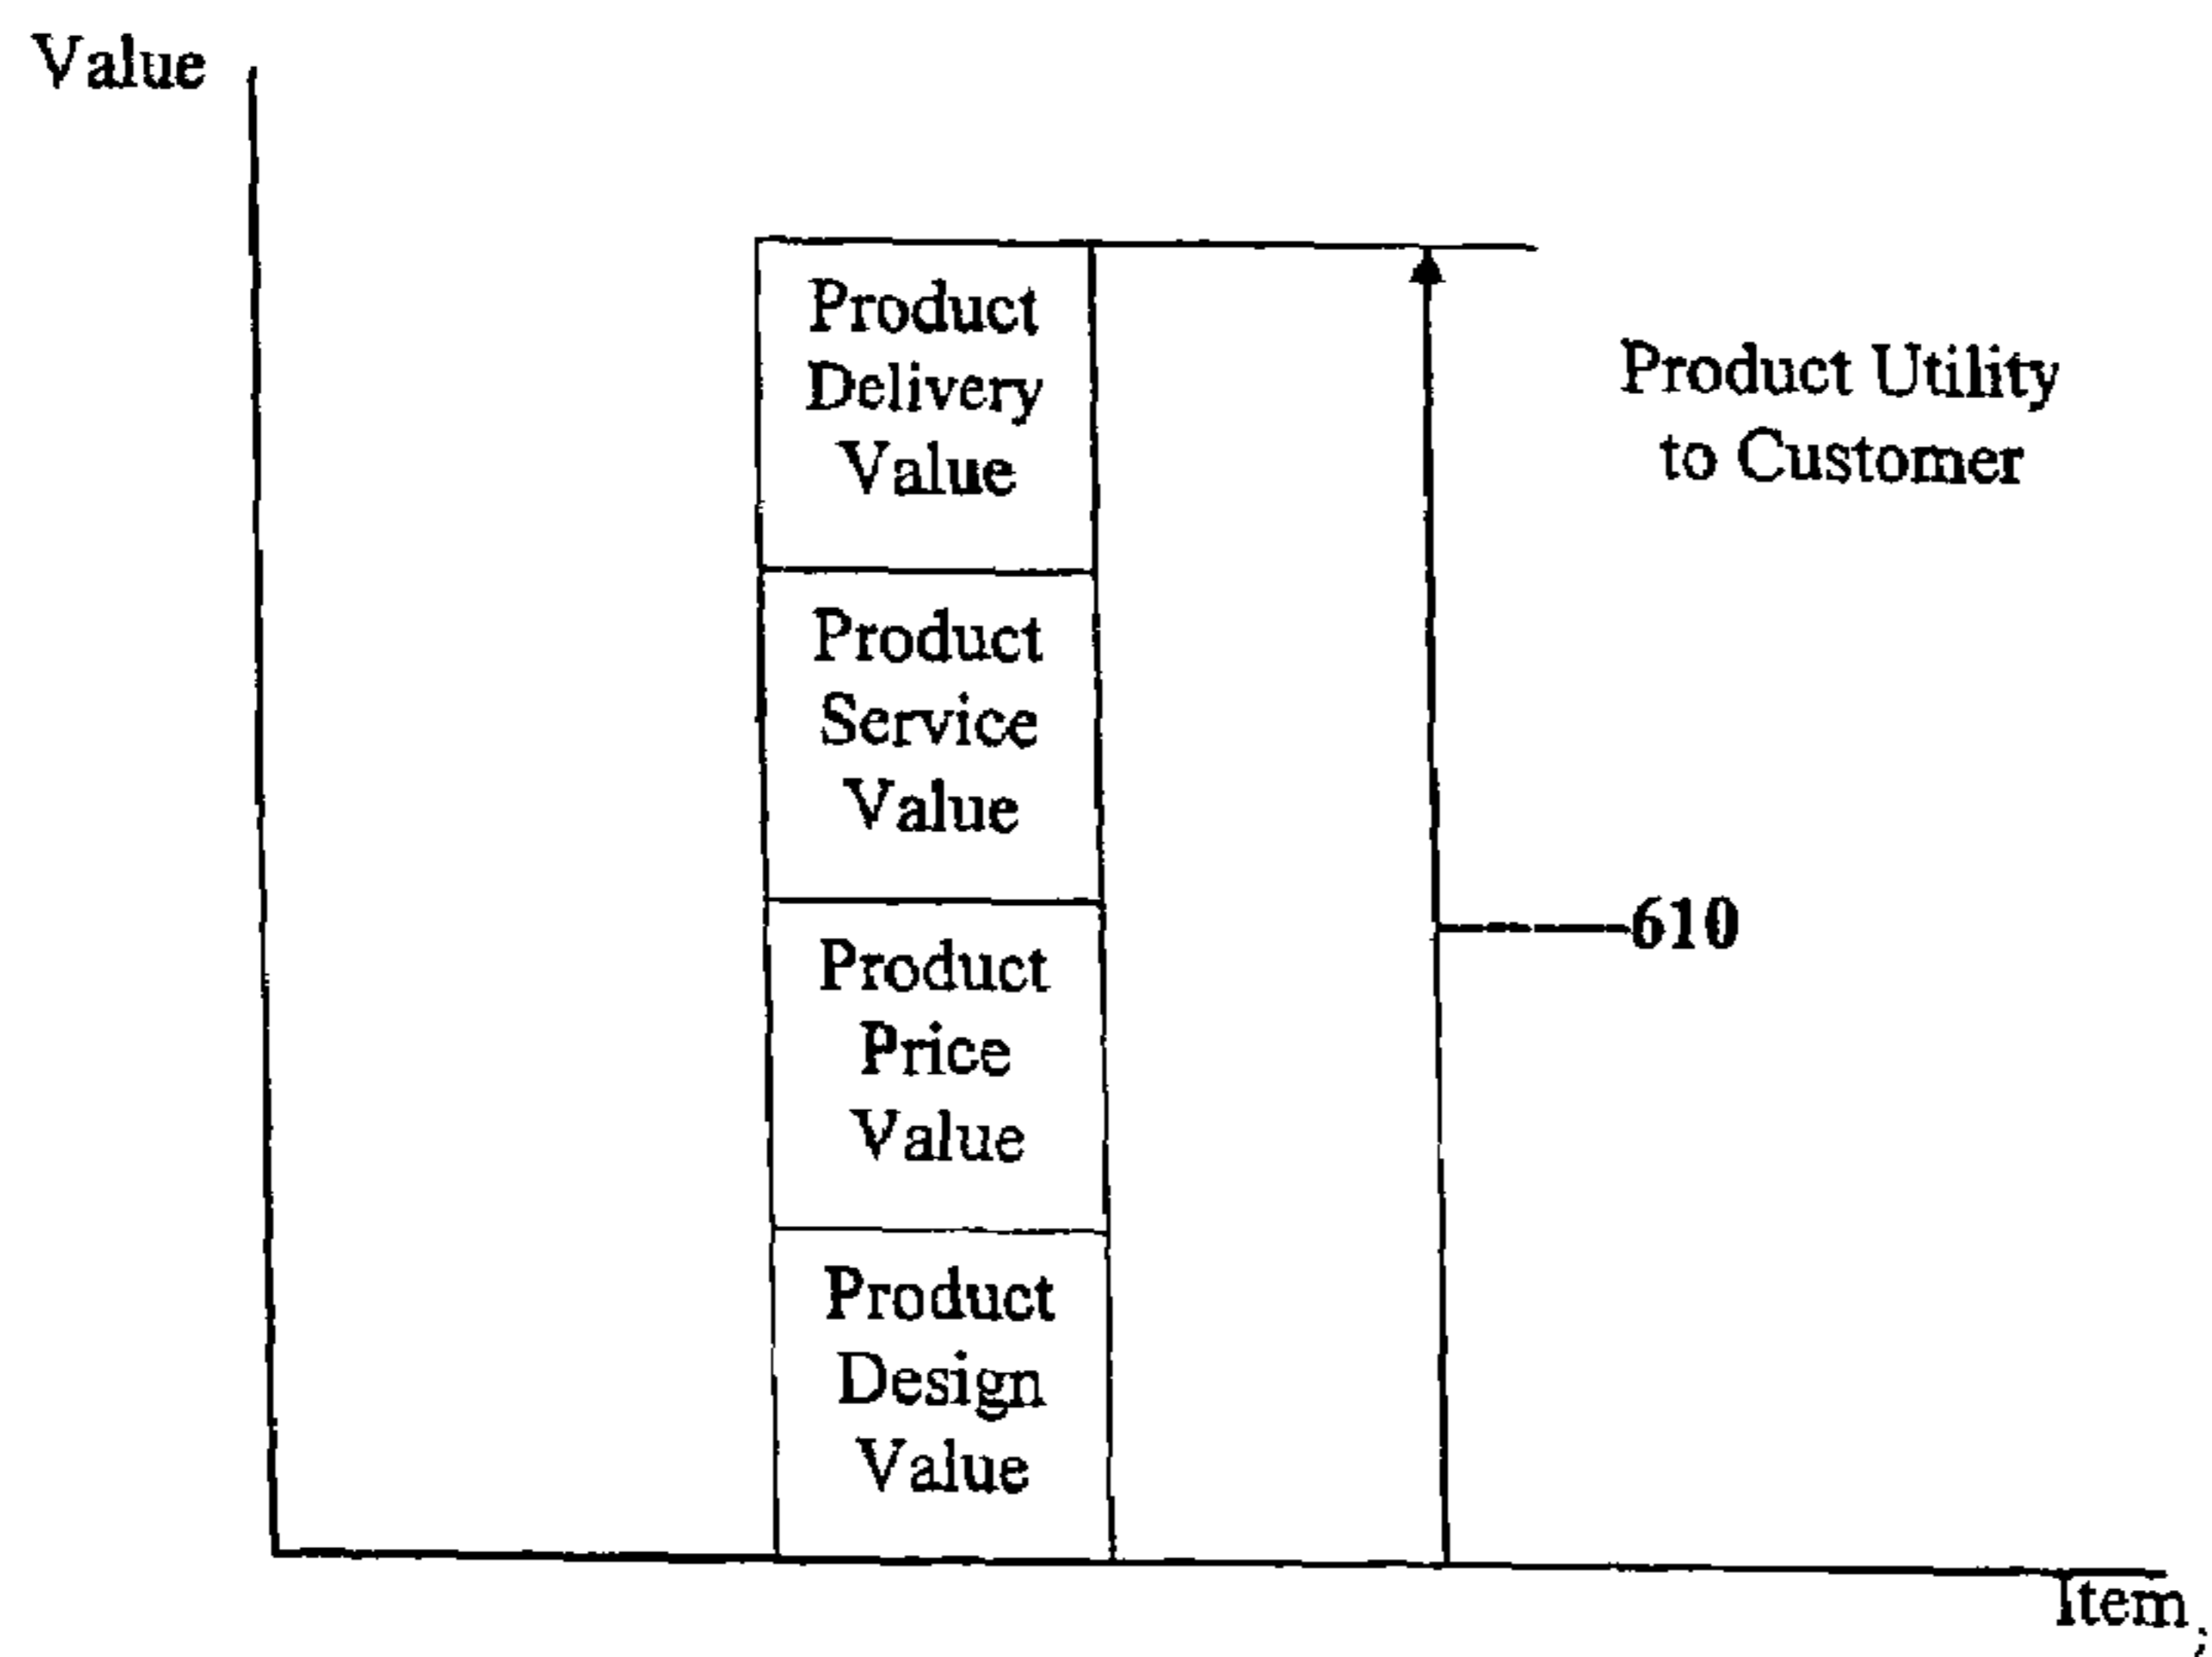 Value
Product
Delivery
Value
Product Utility
to Customer
Product
Service
Value
610
Product
Price
Value
Product
Design
Value
Item,